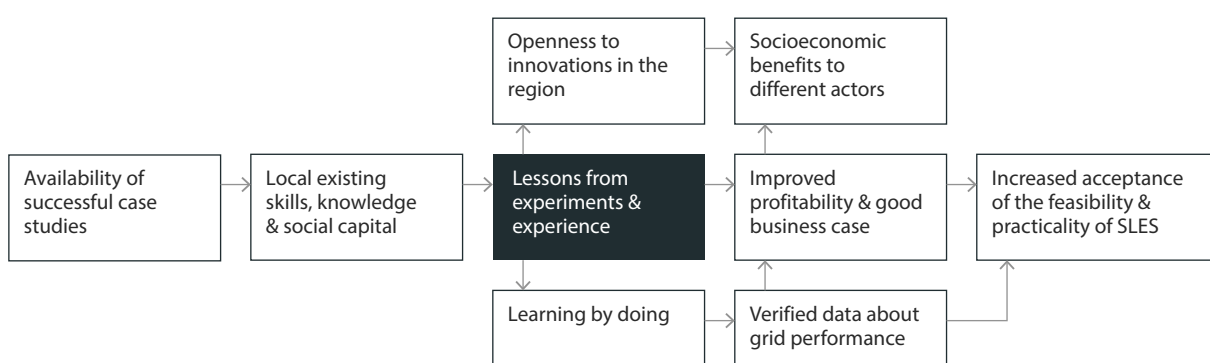 Openness to
innovations in the
region
Socioeconomic
benefits to
different actors
Availability of
successful case
studies
Local existing
skills, knowledge
& social capital
Lessons from
experiments &
experience
Improved
profitability & good
business case
Increased acceptance
of the feasibility &
practicality of SLES
Learning by doing
Verified data about
grid performance